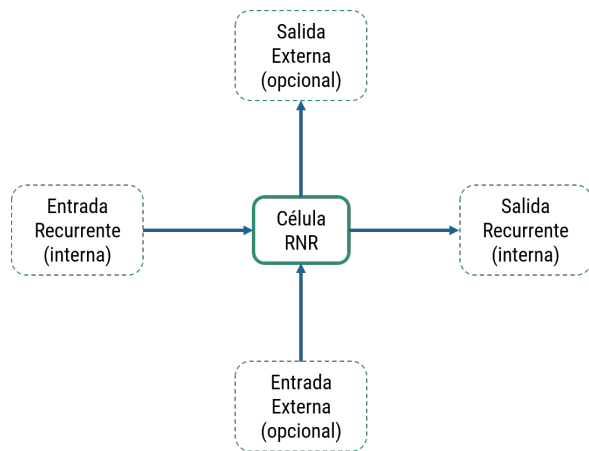 Salida
Externa
(opcional)
Entrada
Recurrente
(interna)
Célula
RNR
Salida
Recurrente
(interna)
Entrada
Externa
(opcional)